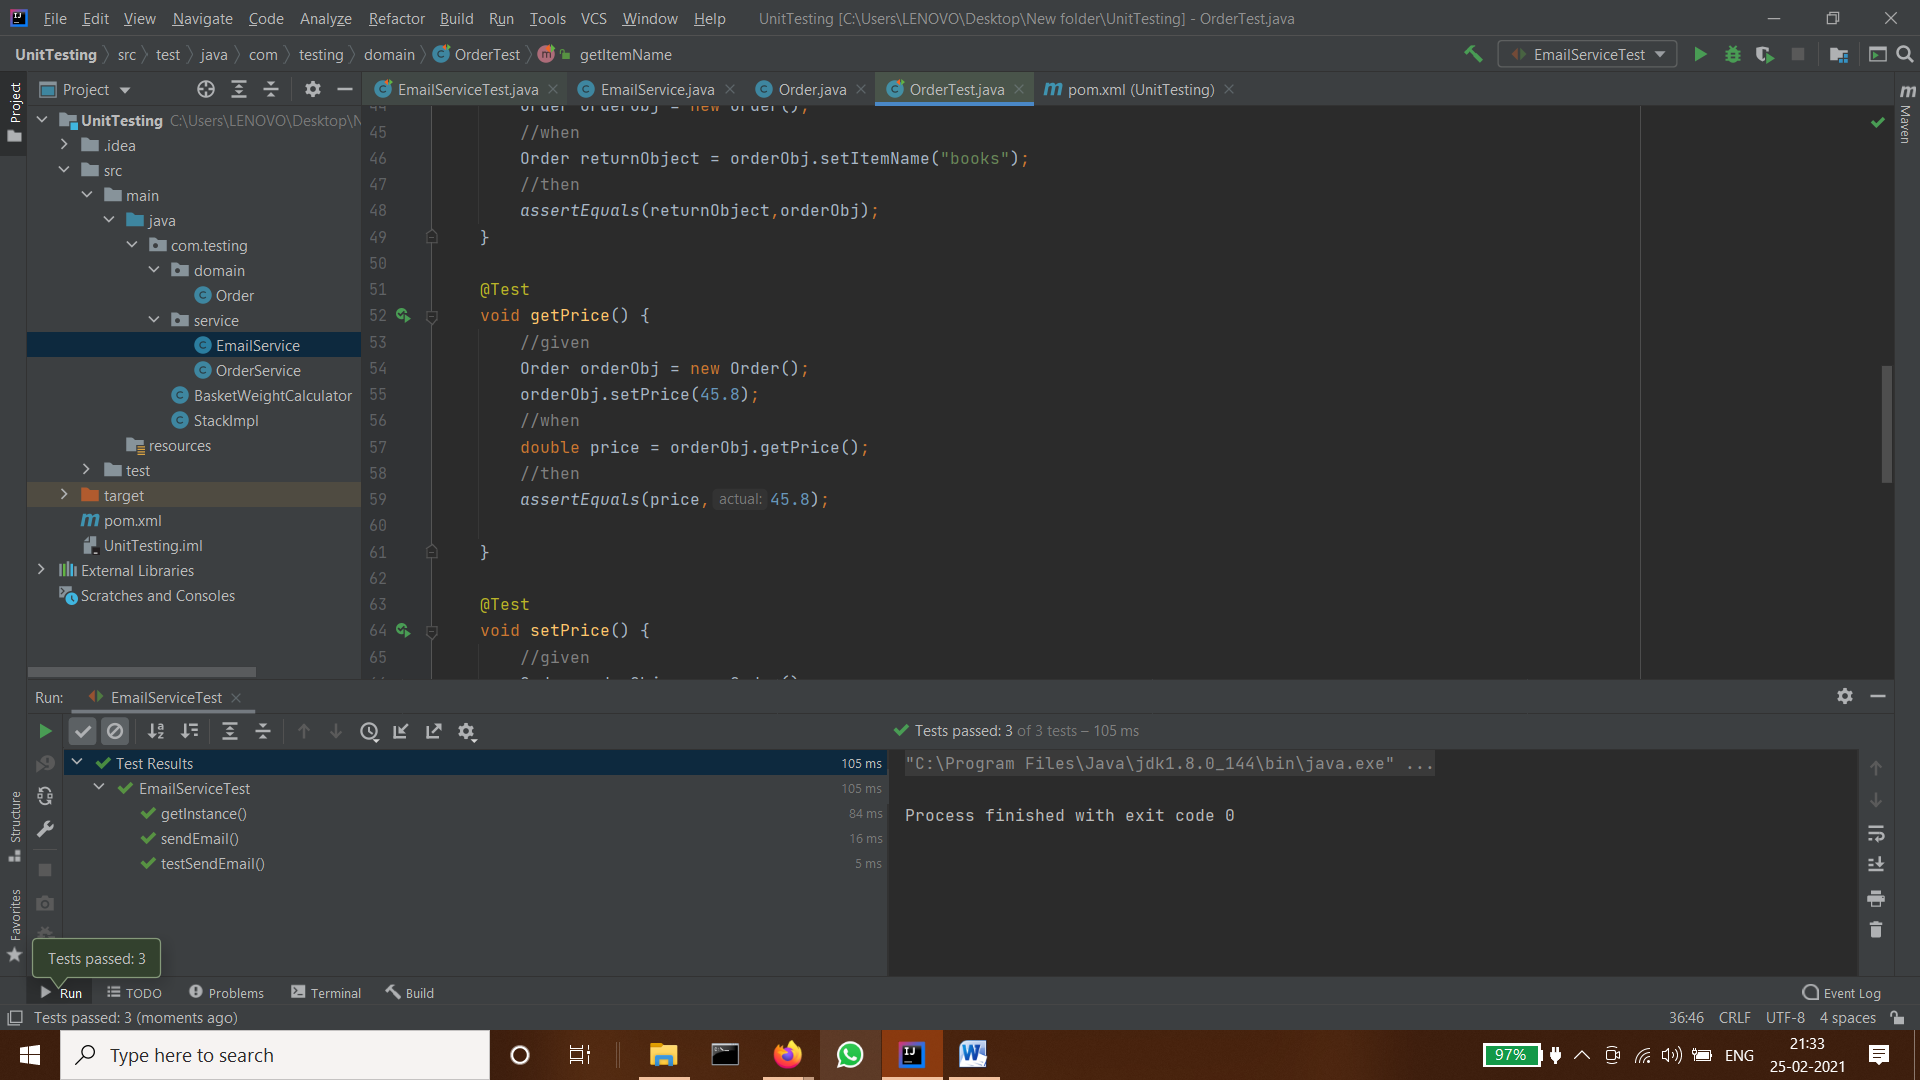 File Edit View Navigate Code Analyze Refactor Build Run Tools VCS Window Help UnitTesting [C:\Users\LENOVO\Desktop\New folder\UnitTesting] - OrderTest.java
UnitTesting src test java com testing domain OrderTest getItemName EmailServiceTest
Project
EmailServiceTest.java EmailService.java Order.java OrderTest.java pom.xml (UnitTesting)
Project
Maven
UnitTesting C:\Users\LENOVO\Desktop\N
.idea
src
main
java
com.testing
domain
Order
service
EmailService
OrderService
BasketWeightCalculator
StackImpl
resources
test
target
pom.xml
UnitTesting.iml
External Libraries
Scratches and Consoles
44 Order orderObj = new Order();
45 //when
46 Order returnObject = orderObj.setItemName("books");
47 //then
48 assertEquals(returnObject,orderObj);
49 }
50
51 @Test
52 void getPrice() {
53 //given
54 Order orderObj = new Order();
55 orderObj.setPrice(45.8);
56 //when
57 double price = orderObj.getPrice();
58 //then
59 assertEquals(price, actual: 45.8);
60
61 }
62
63 @Test
64 void setPrice() {
65 //given
Run: EmailServiceTest
Tests passed: 3 of 3 tests – 105 ms
Test Results 105 ms
EmailServiceTest 105 ms
getInstance() 84 ms
sendEmail() 16 ms
testSendEmail() 5 ms
"C:\Program Files\Java\jdk1.8.0_144\bin\java.exe" ...
Process finished with exit code 0
Structure
Favorites
Tests passed: 3
Run TODO Problems Terminal Build Event Log
Tests passed: 3 (moments ago) 36:46 CRLF UTF-8 4 spaces
Type here to search
97% ENG
21:33
25-02-2021